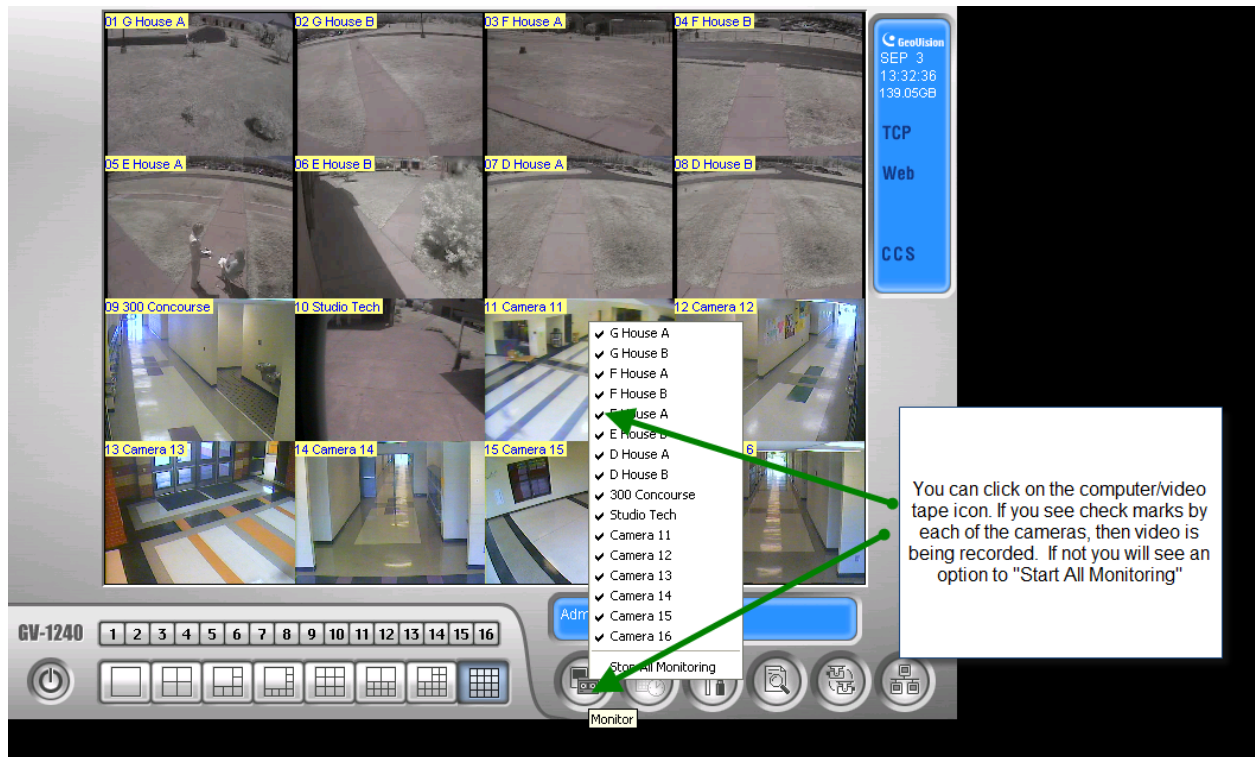 01 G House A
02 G House B
03 F House A
04 F House B
GeoVision
SEP 3
13:32:36
139.05GB
TCP
Web
CCS
05 E House A
06 E House B
07 D House A
08 D House B
09 300 Concourse
10 Studio Tech
11 Camera 11
12 Camera 12
13 Camera 13
14 Camera 14
15 Camera 15
6
G House A
G House B
F House A
F House B
E House A
E House B
D House A
D House B
300 Concourse
Studio Tech
Camera 11
Camera 12
Camera 13
Camera 14
Camera 15
Camera 16
Stop All Monitoring
You can click on the computer/video
tape icon. If you see check marks by
each of the cameras, then video is
being recorded.  If not you will see an
option to "Start All Monitoring"
Adm
GV-1240
1 2 3 4 5 6 7 8 9 10 11 12 13 14 15 16
Monitor